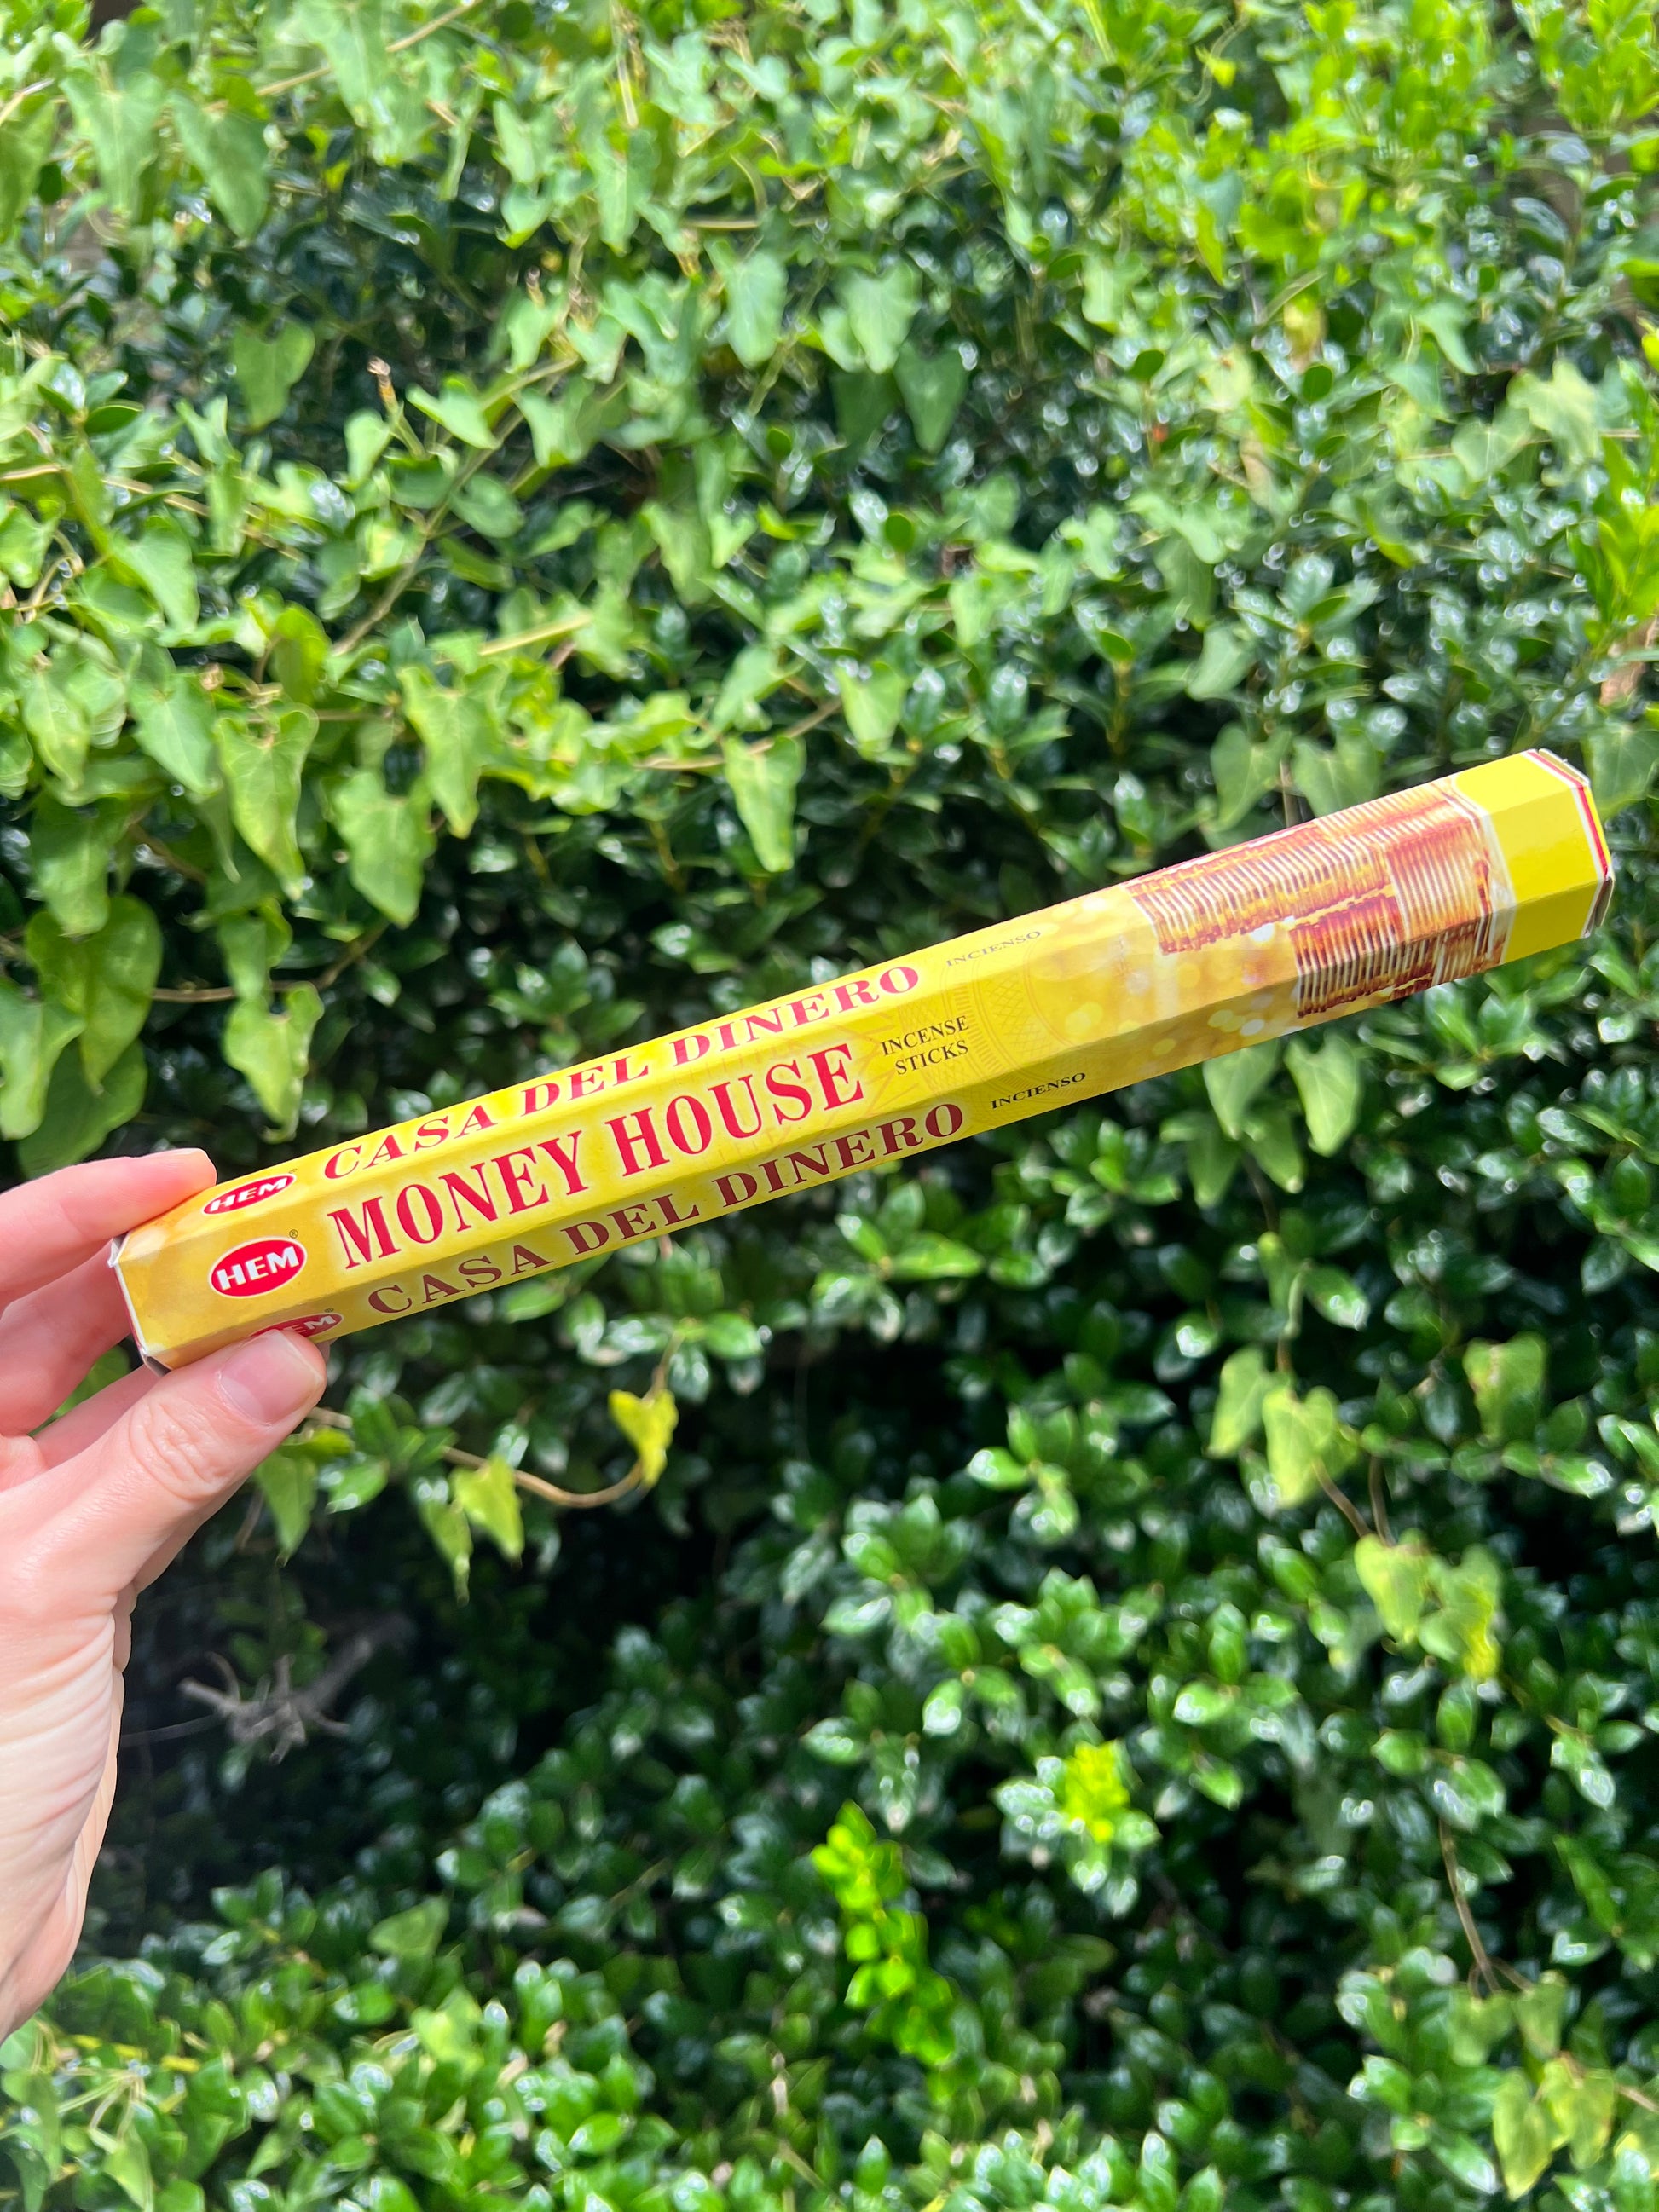 HEM
CASA DEL DINERO
INCIENSO
HEM®
MONEY HOUSE
INCENSE
STICKS
HEM®
CASA DEL DINERO
INCIENSO